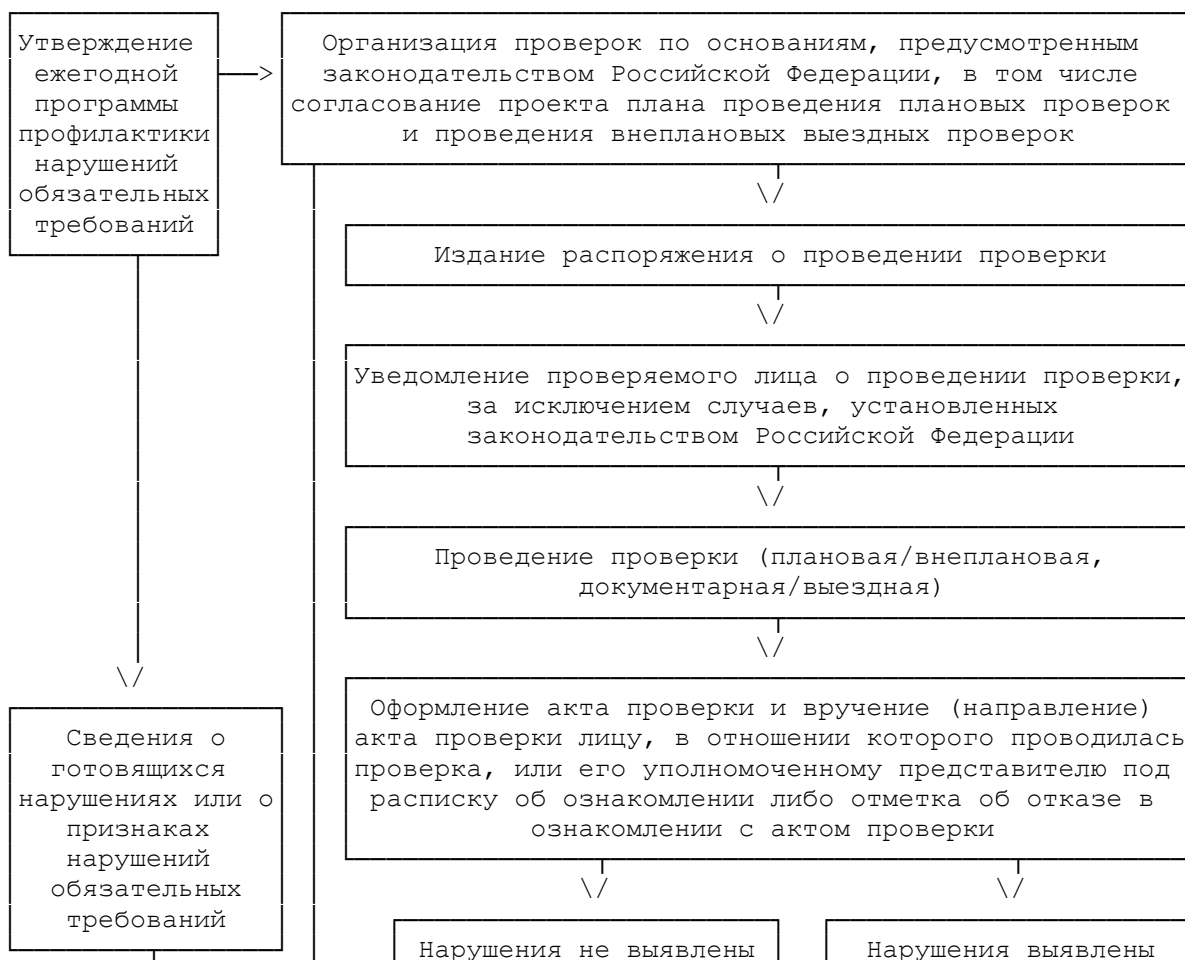 Утверждение
ежегодной
программы
профилактики
нарушений
обязательных
требований
Организация проверок по основаниям, предусмотренным
законодательством Российской Федерации, в том числе
согласование проекта плана проведения плановых проверок
и проведения внеплановых выездных проверок
Издание распоряжения о проведении проверки
Уведомление проверяемого лица о проведении проверки,
за исключением случаев, установленных
законодательством Российской Федерации
Проведение проверки (плановая/внеплановая,
документарная/выездная)
Сведения о
готовящихся
нарушениях или о
признаках
нарушений
обязательных
требований
Оформление акта проверки и вручение (направление)
акта проверки лицу, в отношении которого проводилась
проверка, или его уполномоченному представителю под
расписку об ознакомлении либо отметка об отказе в
ознакомлении с актом проверки
Нарушения не выявлены
Нарушения выявлены